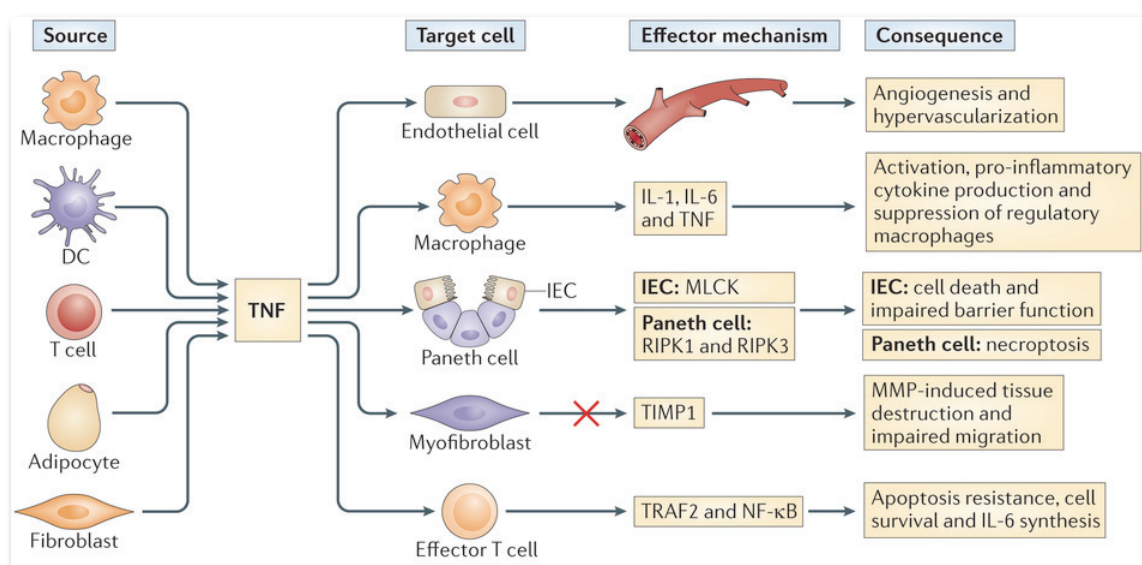 Source
Target cell
Effector mechanism
Consequence
Macrophage
DC
T cell
Adipocyte
Fibroblast
TNF
Endothelial cell
Angiogenesis and
hypervascularization
Macrophage
IL-1, IL-6
and TNF
Activation, pro-inflammatory
cytokine production and
suppression of regulatory
macrophages
IEC
Paneth cell
IEC: MLCK
Paneth cell:
RIPK1 and RIPK3
IEC: cell death and
impaired barrier function
Paneth cell: necroptosis
Myofibroblast
TIMP1
MMP-induced tissue
destruction and
impaired migration
Effector T cell
TRAF2 and NF-κB
Apoptosis resistance, cell
survival and IL-6 synthesis